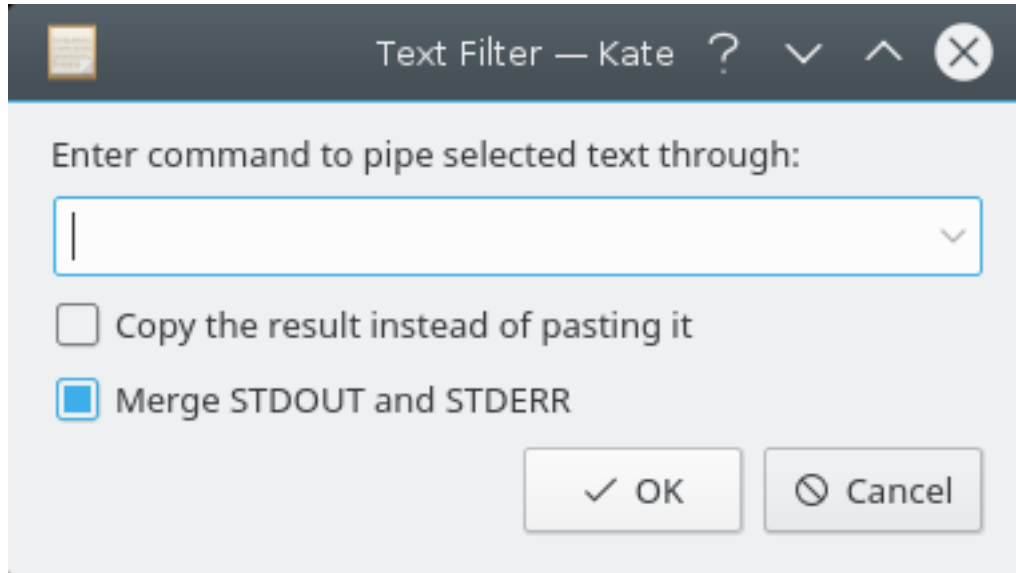 Text Filter — Kate
Enter command to pipe selected text through:
Copy the result instead of pasting it
Merge STDOUT and STDERR
OK Cancel